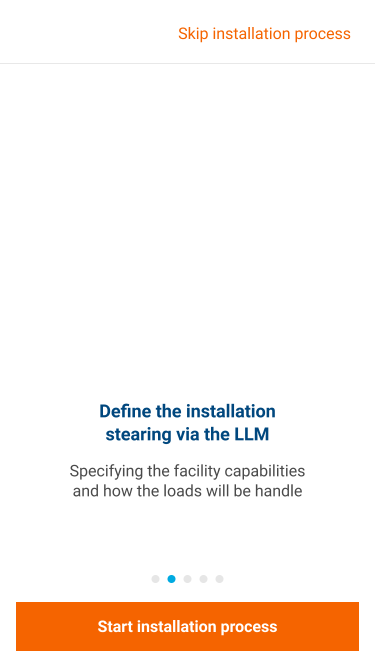 Skip installation process
Define the installation
stearing via the LLM
Specifying the facility capabilities
and how the loads will be handle
Start installation process